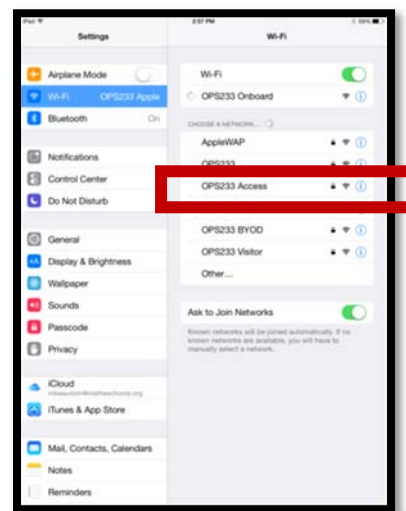 iPad
2:37 PM
Settings
Wi-Fi
Airplane Mode
Wi-Fi OPS233 Apple
Bluetooth On
Notifications
Control Center
Do Not Disturb
General
Display & Brightness
Wallpaper
Sounds
Passcode
Privacy
iCloud
iTunes & App Store
Mail, Contacts, Calendars
Notes
Reminders
Wi-Fi
OPS233 Onboard
CHOOSE A NETWORK...
AppleWAP
OPS233
OPS233 Access
OPS233 BYOD
OPS233 Visitor
Other...
Ask to Join Networks
Known networks will be joined automatically. If no
known networks are available, you will have to
manually select a network.